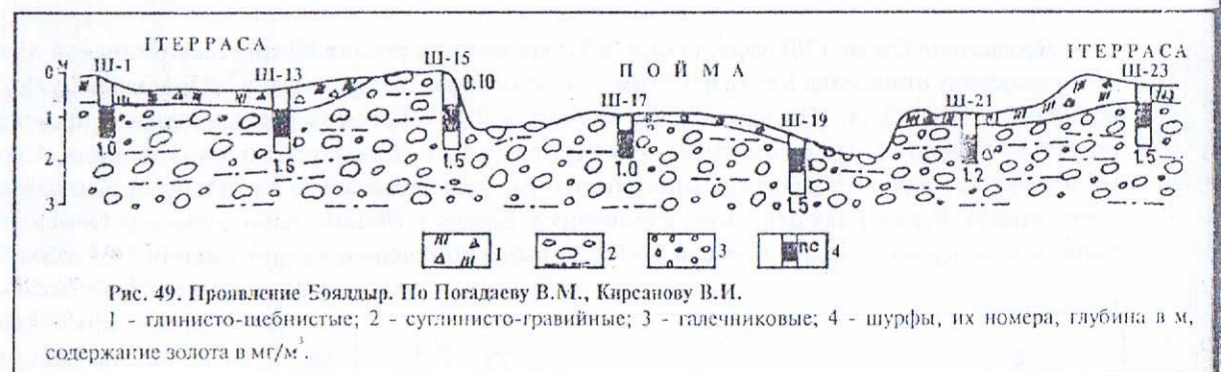 I ТЕРРАСА
I ТЕРРАСА
П О Й М А
Ш-1
Ш-13
Ш-15
Ш-17
Ш-19
Ш-21
Ш-23
м
0
1
2
3
0.10
1.0
1.6
1.5
1.0
1.5
1.2
1.5
1
2
3
пс 4
Рис. 49. Проявление Боялдыр. По Погадаеву В.М., Кирсанову В.И.
1 - глинисто-щебнистые; 2 - суглинисто-гравийные; 3 - галечниковые; 4 - шурфы, их номера, глубина в м,
содержание золота в мг/м³.